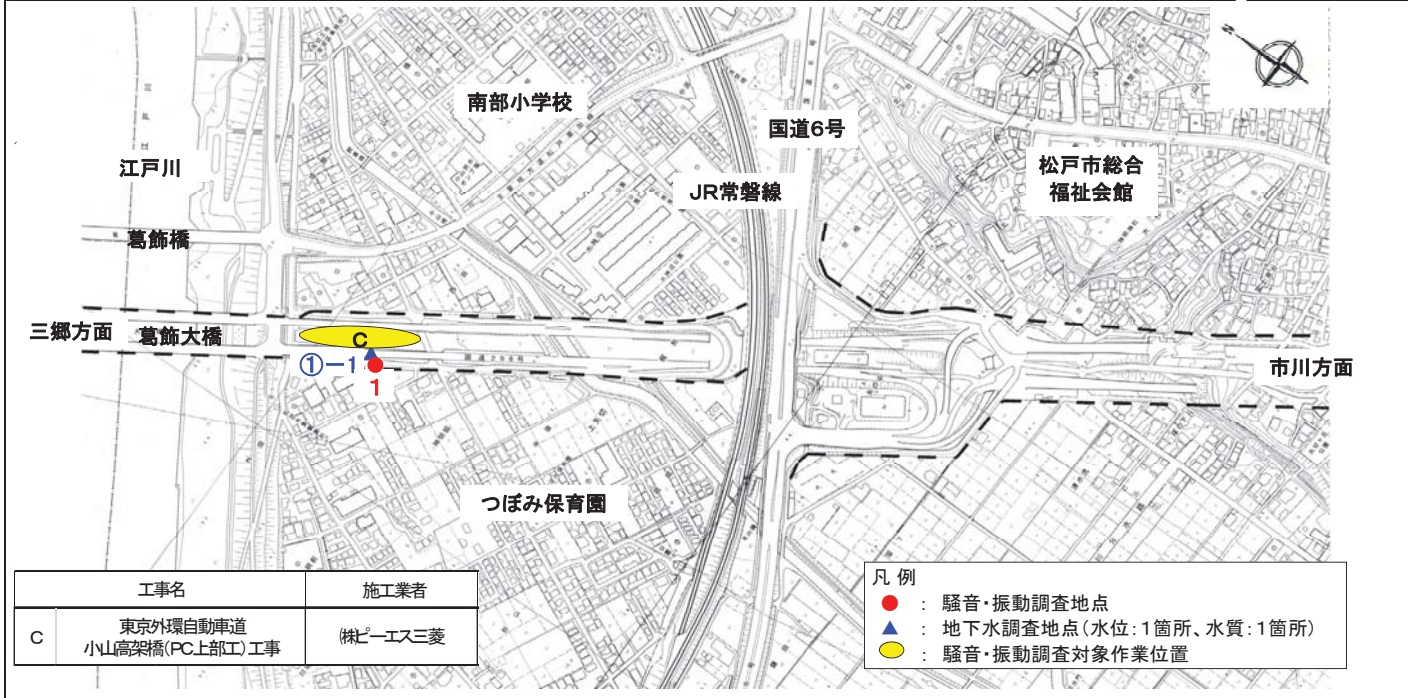 N
南部小学校
国道6号
江戸川
JR常磐線
松戸市総合
福祉会館
葛飾橋
三郷方面
葛飾大橋
C
国道298号
①-1
1
市川方面
つぼみ保育園
工事名
施工業者
C
東京外環自動車道
小山高架橋(PC上部工)工事
㈱ピーエス三菱
凡 例
: 騒音・振動調査地点
: 地下水調査地点(水位:1箇所、水質:1箇所)
: 騒音・振動調査対象作業位置